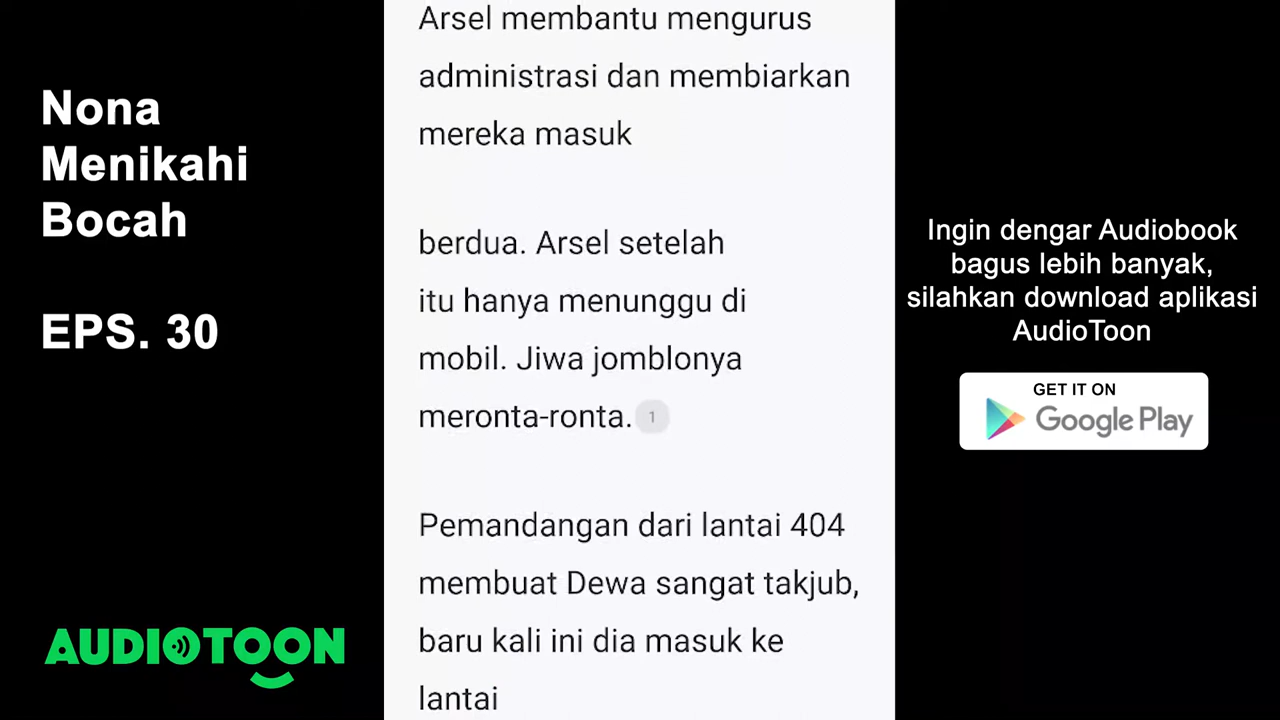 Nona
Menikahi
Bocah
EPS. 30
AUDIOTOON
Arsel membantu mengurus
administrasi dan membiarkan
mereka masuk
berdua. Arsel setelah
itu hanya menunggu di
mobil. Jiwa jomblonya
meronta-ronta. 1
Pemandangan dari lantai 404
membuat Dewa sangat takjub,
baru kali ini dia masuk ke
lantai
Ingin dengar Audiobook
bagus lebih banyak,
silahkan download aplikasi
AudioToon
GET IT ON
Google Play